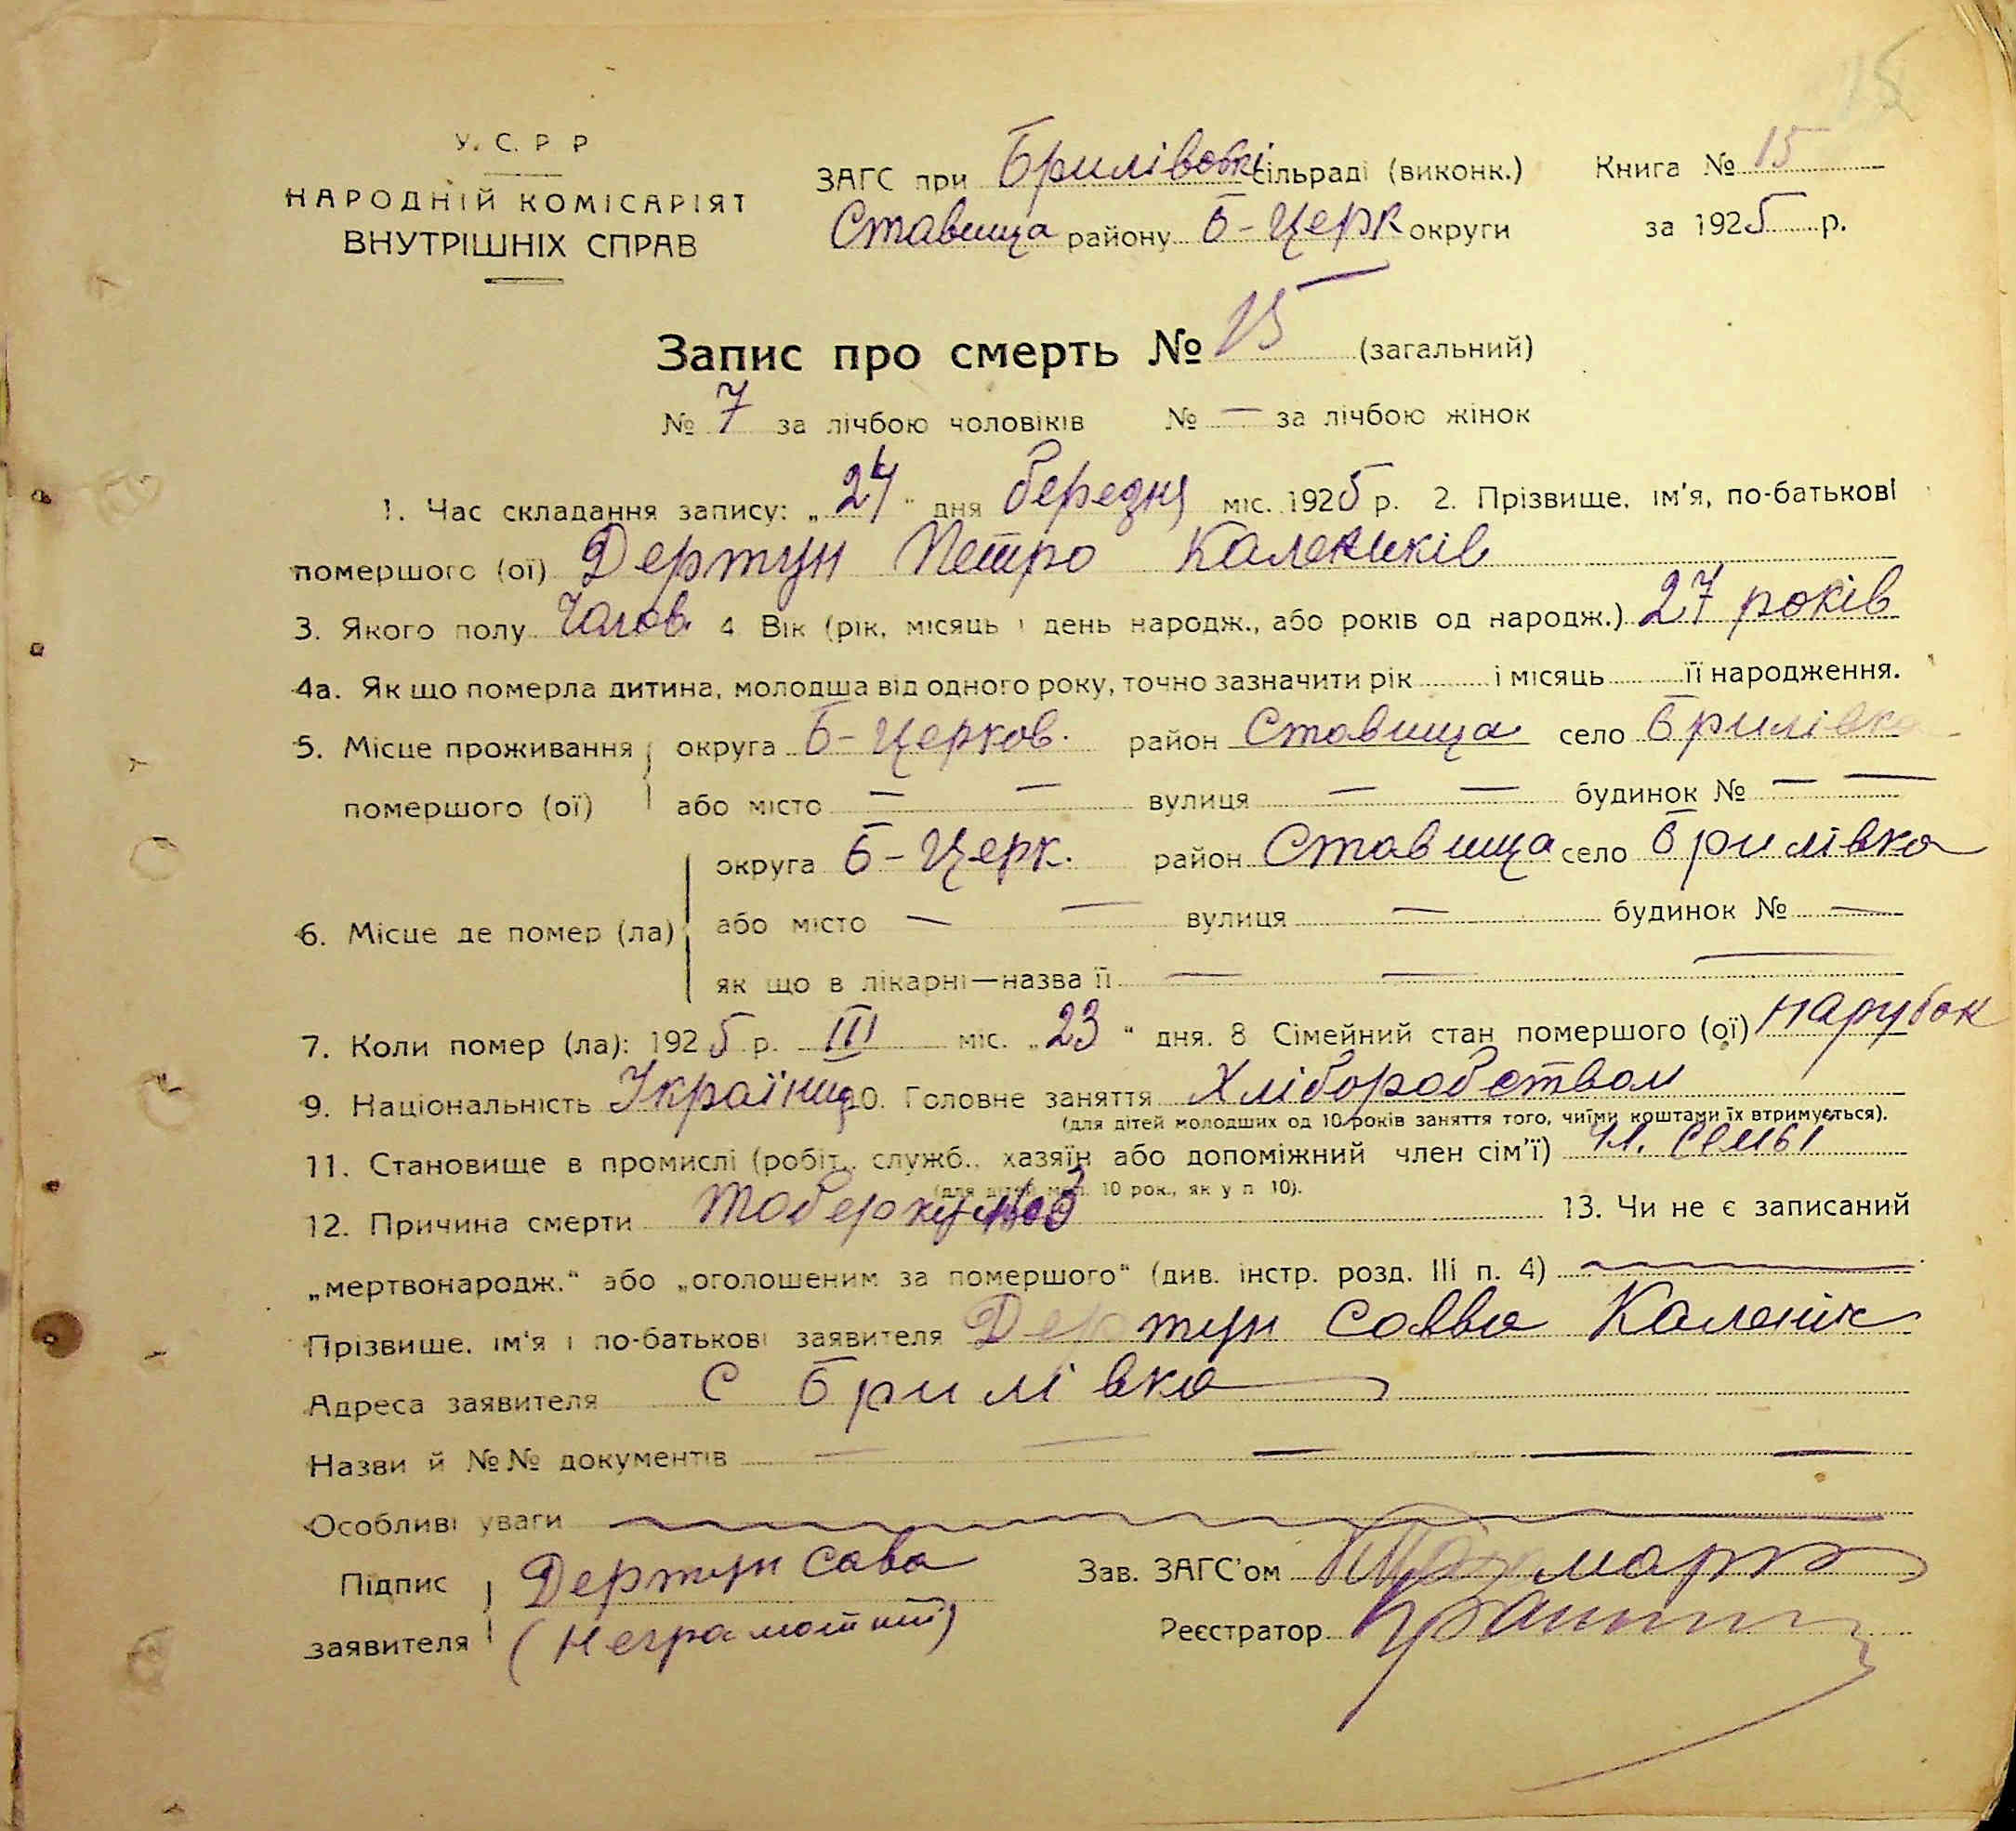 15
У. С. Р Р
НАРОДНІЙ КОМІСАРІЯТ
ВНУТРІШНІХ СПРАВ
ЗАГС при Брилівській сільраді (виконк.) Книга № 15
Ставища району Б-Церк округи за 1925 р.
Запис про смерть № 15 (загальний)
№ 7 за лічбою чоловіків № — за лічбою жінок
1. Час складання запису: „24" дня березня міс. 1925 р. 2. Прізвище, ім'я, по-батькові
помершого (ої) Дертун Петро Калеників
3. Якого полу Чолов. 4 Вік (рік, місяць і день народж., або років од народж.) 27 років
4а. Як що померла дитина, молодша від одного року, точно зазначити рік і місяць її народження.
5. Місце проживання округа Б-Церков. район Ставища село Брилівка
помершого (ої) або місто — — вулиця — — будинок № — —
округа Б-Церк. район Ставища село Брилівка
6. Місце де помер (ла) або місто — — вулиця — будинок № —
як що в лікарні—назва її — — —
7. Коли помер (ла): 1925 р. III міс. „23" дня. 8 Сімейний стан помершого (ої) парубок
9. Національність Українец 10. Головне заняття Хліборобством
(для дітей молодших од 10 років заняття того, чиїми коштами їх втримується).
11. Становище в промислі (робіт., служб., хазяїн або допоміжний член сім'ї) чл. семьї
(для дітей мол. 10 рок., як у п 10).
12. Причина смерти 13. Чи не є записаний
„мертвонародж." або „оголошеним за помершого" (див. інстр. розд. III п. 4)
Прізвище, ім'я і по-батькові заявителя Дертун Савва Каленик
Адреса заявителя с Брилівка
Назви й №№ документів — — — — —
Особливі уваги
Підпис Дертун Сава Зав. ЗАГС'ом
заявителя (Неграмотний) Реєстратор